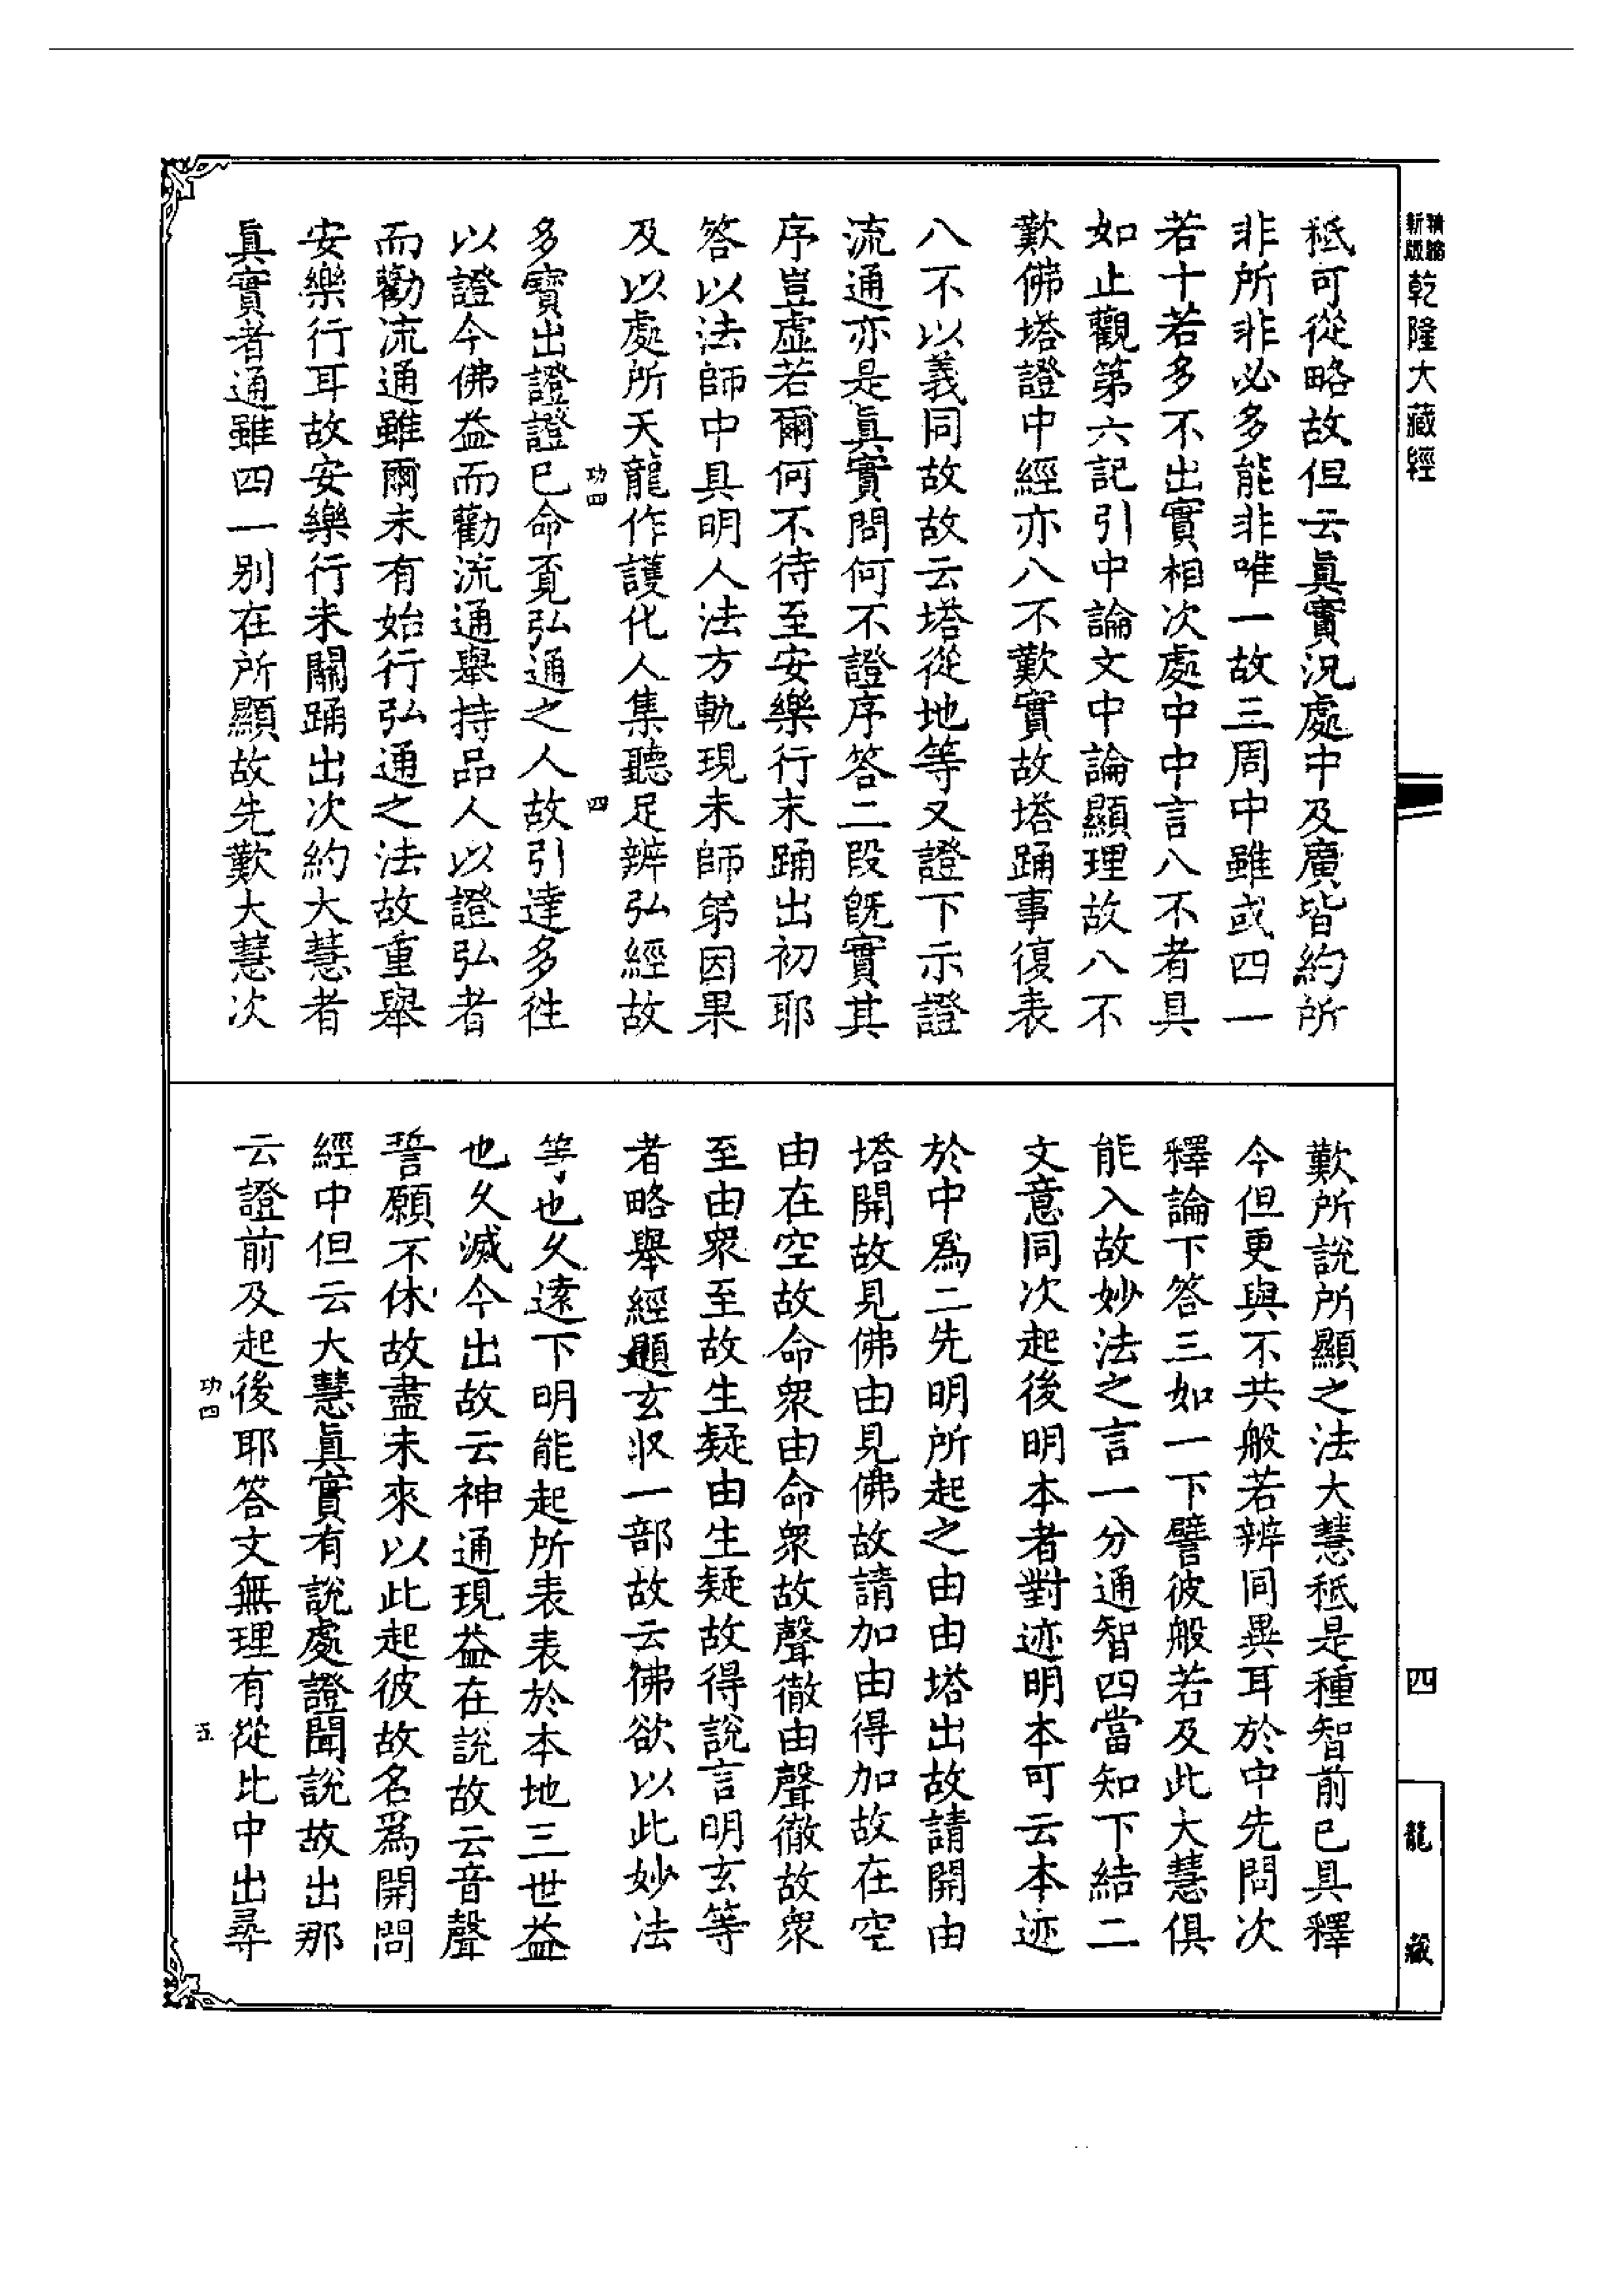 新版精縮乾隆大藏經
四
龍藏
秪可從略故但云眞實況處中及廣皆約所
非所非必多能非唯一故三周中雖或四一
若十若多不出實相次處中中言八不者具
如止觀第六記引中論文中論顯理故八不
歎佛塔證中經亦八不歎實故塔踊事復表
八不以義同故故云塔從地等又證下示證
流通亦是眞實問何不證序答二段旣實其
序豈虛若爾何不待至安樂行末踊出初耶
答以法師中具明人法方軌現未師弟因果
及以處所天龍作護化人集聽足辨弘經故
功四
四
多寶出證證已命覓弘通之人故引達多往
以證今佛益而勸流通舉持品人以證弘者
而勸流通雖爾未有始行弘通之法故重舉
安樂行耳故安樂行未關踊出次約大慧者
眞實者通雖四一別在所顯故先歎大慧次
歎所說所顯之法大慧秪是種智前已具釋
今但更與不共般若辨同異耳於中先問次
釋論下答三如一下譬彼般若及此大慧俱
能入故妙法之言一分通智四當知下結二
文意同次起後明本者對迹明本可云本迹
於中爲二先明所起之由由塔出故請開由
塔開故見佛由見佛故請加由得加故在空
由在空故命衆由命衆故聲徹由聲徹故衆
至由衆至故生疑由生疑故得說言明玄等
者略舉經題玄收一部故云佛欲以此妙法
等也久遠下明能起所表表於本地三世益
也久滅今出故云神通現益在說故云音聲
誓願不休故盡未來以此起彼故名爲開問
經中但云大慧眞實有說處證聞說故出那
云證前及起後耶答文無理有從比中出尋
功四
五